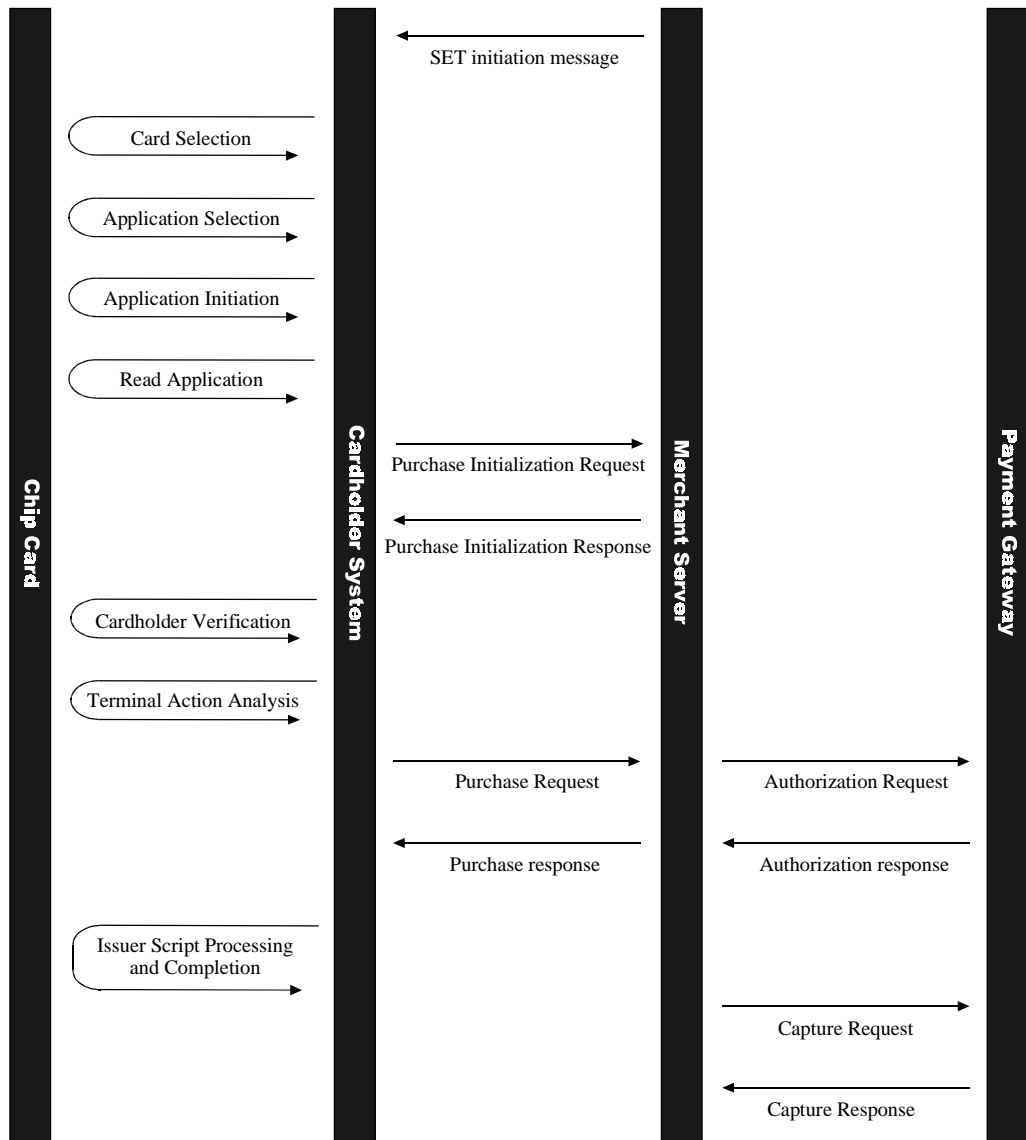 SET initiation message
Card Selection
Application Selection
Application Initiation
Read Application
Purchase Initialization Request
Purchase Initialization Response
Chip Card
Cardholder System
Merchant Server
Payment Gateway
Cardholder Verification
Terminal Action Analysis
Purchase Request
Authorization Request
Purchase response
Authorization response
Issuer Script Processing
and Completion
Capture Request
Capture Response